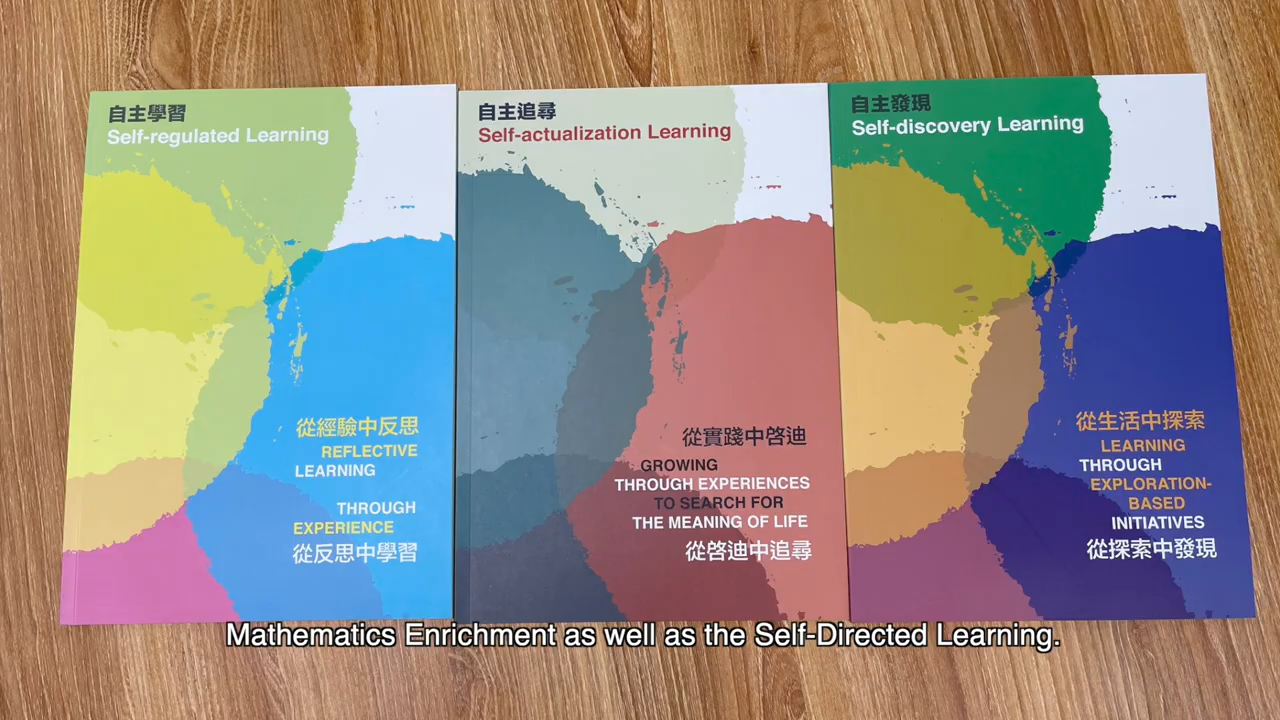 自主學習
Self-regulated Learning
從經驗中反思
REFLECTIVE
LEARNING
THROUGH
EXPERIENCE
從反思中學習
自主追尋
Self-actualization Learning
從實踐中啓迪
GROWING
THROUGH EXPERIENCES
TO SEARCH FOR
THE MEANING OF LIFE
從啓迪中追尋
自主發現
Self-discovery Learning
從生活中探索
LEARNING
THROUGH
EXPLORATION-
BASED
INITIATIVES
從探索中發現
Mathematics Enrichment as well as the Self-Directed Learning.